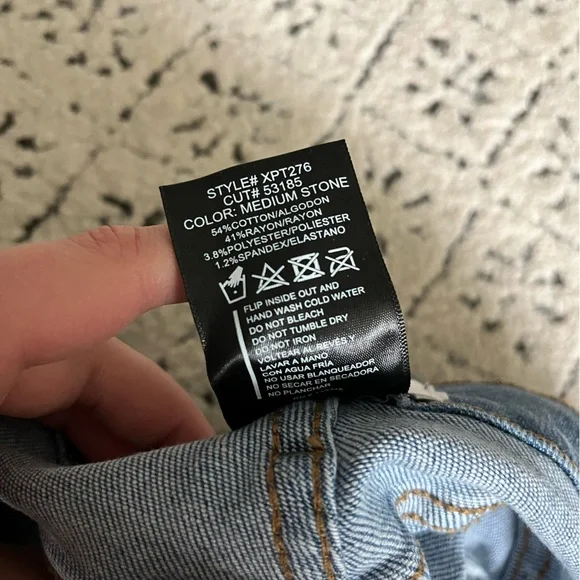 STYLE# XPT276
CUT# 53185
COLOR: MEDIUM STONE
54%COTTON/ALGODON
41%RAYON/RAYON
3.8%POLYESTER/POLIESTER
1.2%SPANDEX/ELASTANO
FLIP INSIDE OUT AND
HAND WASH COLD WATER
DO NOT BLEACH
DO NOT TUMBLE DRY
DO NOT IRON
VOLTEAR AL REVÉS Y
LAVAR A MANO
CON AGUA FRÍA
NO USAR BLANQUEADOR
NO SECAR EN SECADORA
NO PLANCHAR